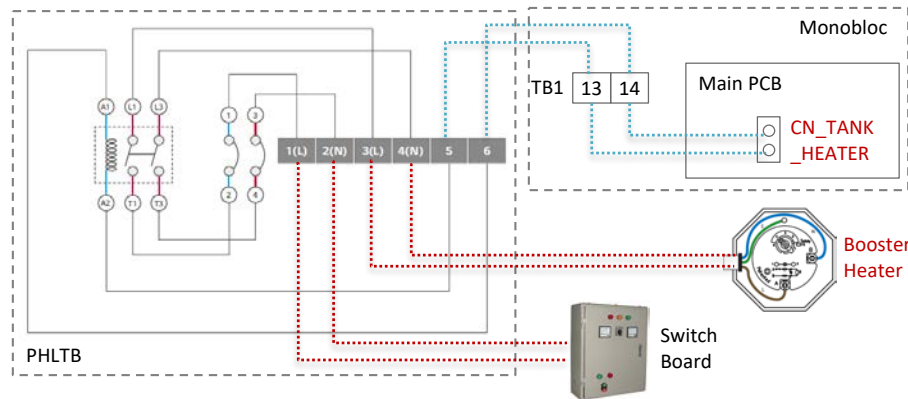 Monobloc
TB1
13
14
Main PCB
CN_TANK
_HEATER
A1
L1
L3
1
3
1(L)
2(N)
3(L)
4(N)
5
6
A2
T1
T3
2
4
Booster
Heater
Switch
Board
PHLTB